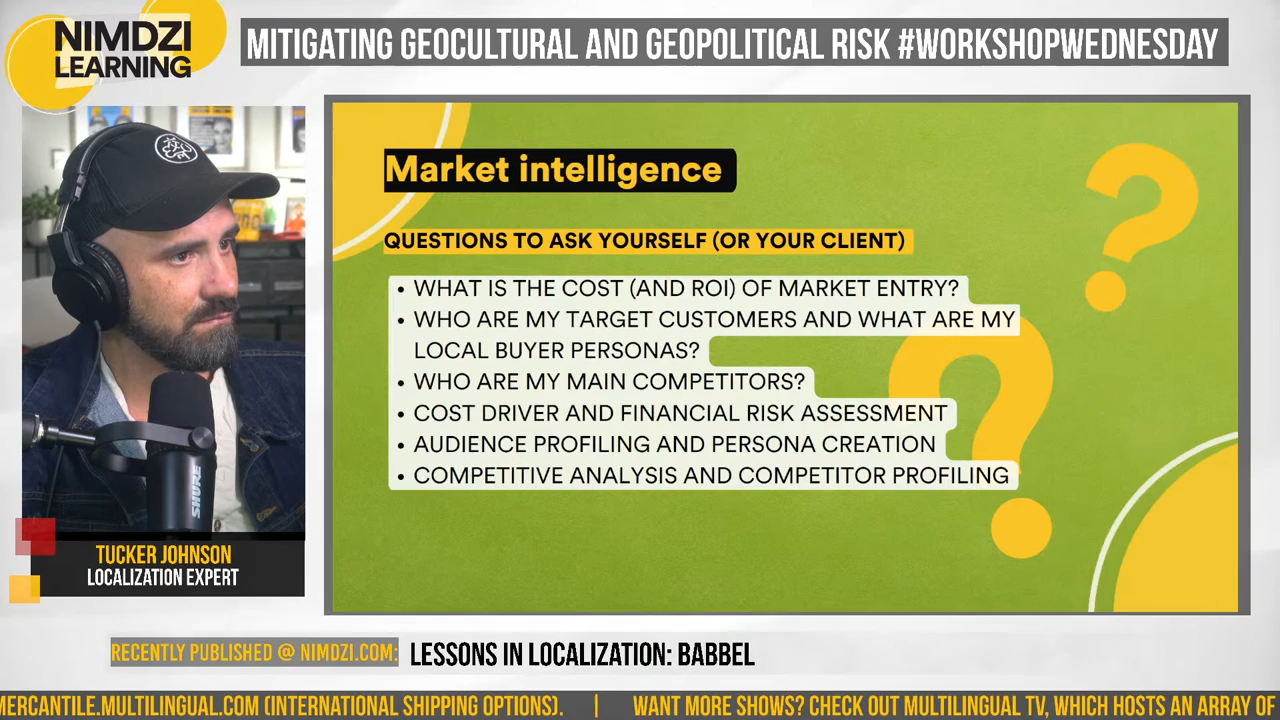 NIMDZI
LEARNING
MITIGATING GEOCULTURAL AND GEOPOLITICAL RISK #WORKSHOPWEDNESDAY
Market intelligence
QUESTIONS TO ASK YOURSELF (OR YOUR CLIENT)
• WHAT IS THE COST (AND ROI) OF MARKET ENTRY?
• WHO ARE MY TARGET CUSTOMERS AND WHAT ARE MY
LOCAL BUYER PERSONAS?
• WHO ARE MY MAIN COMPETITORS?
• COST DRIVER AND FINANCIAL RISK ASSESSMENT
• AUDIENCE PROFILING AND PERSONA CREATION
• COMPETITIVE ANALYSIS AND COMPETITOR PROFILING
SHURE
TUCKER JOHNSON
LOCALIZATION EXPERT
RECENTLY PUBLISHED @ NIMDZI.COM: LESSONS IN LOCALIZATION: BABBEL
MERCANTILE.MULTILINGUAL.COM (INTERNATIONAL SHIPPING OPTIONS). | WANT MORE SHOWS? CHECK OUT MULTILINGUAL TV, WHICH HOSTS AN ARRAY OF